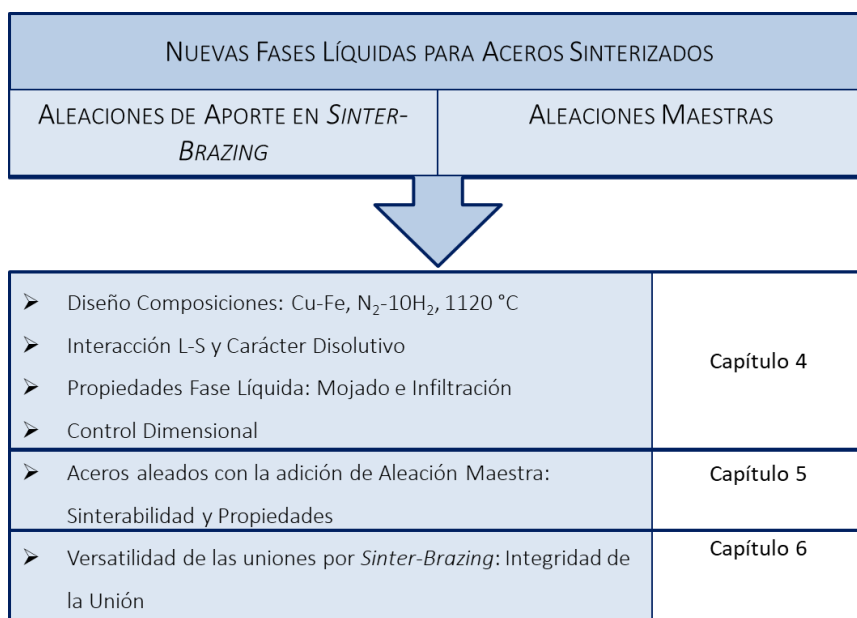 NUEVAS FASES LÍQUIDAS PARA ACEROS SINTERIZADOS
ALEACIONES DE APORTE EN SINTER-
BRAZING
ALEACIONES MAESTRAS
➢ Diseño Composiciones: Cu-Fe, N₂-10H₂, 1120 °C
➢ Interacción L-S y Carácter Disolutivo
➢ Propiedades Fase Líquida: Mojado e Infiltración
➢ Control Dimensional
Capítulo 4
➢ Aceros aleados con la adición de Aleación Maestra:
Sinterabilidad y Propiedades
Capítulo 5
➢ Versatilidad de las uniones por Sinter-Brazing: Integridad de
la Unión
Capítulo 6